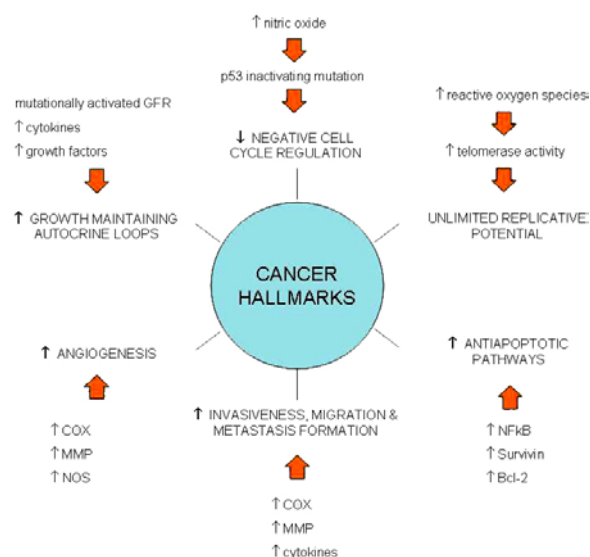 ↑ nitric oxide
p53 inactivating mutation
↓ NEGATIVE CELL
CYCLE REGULATION
mutationally activated GFR
↑ cytokines
↑ growth factors
↑ GROWTH MAINTAINING
AUTOCRINE LOOPS
↑ reactive oxygen species
↑ telomerase activity
UNLIMITED REPLICATIVE
POTENTIAL
CANCER
HALLMARKS
↑ ANGIOGENESIS
↑ COX
↑ MMP
↑ NOS
↑ INVASIVENESS, MIGRATION &
METASTASIS FORMATION
↑ COX
↑ MMP
↑ cytokines
↑ ANTIAPOPTOTIC
PATHWAYS
↑ NFkB
↑ Survivin
↑ Bcl-2